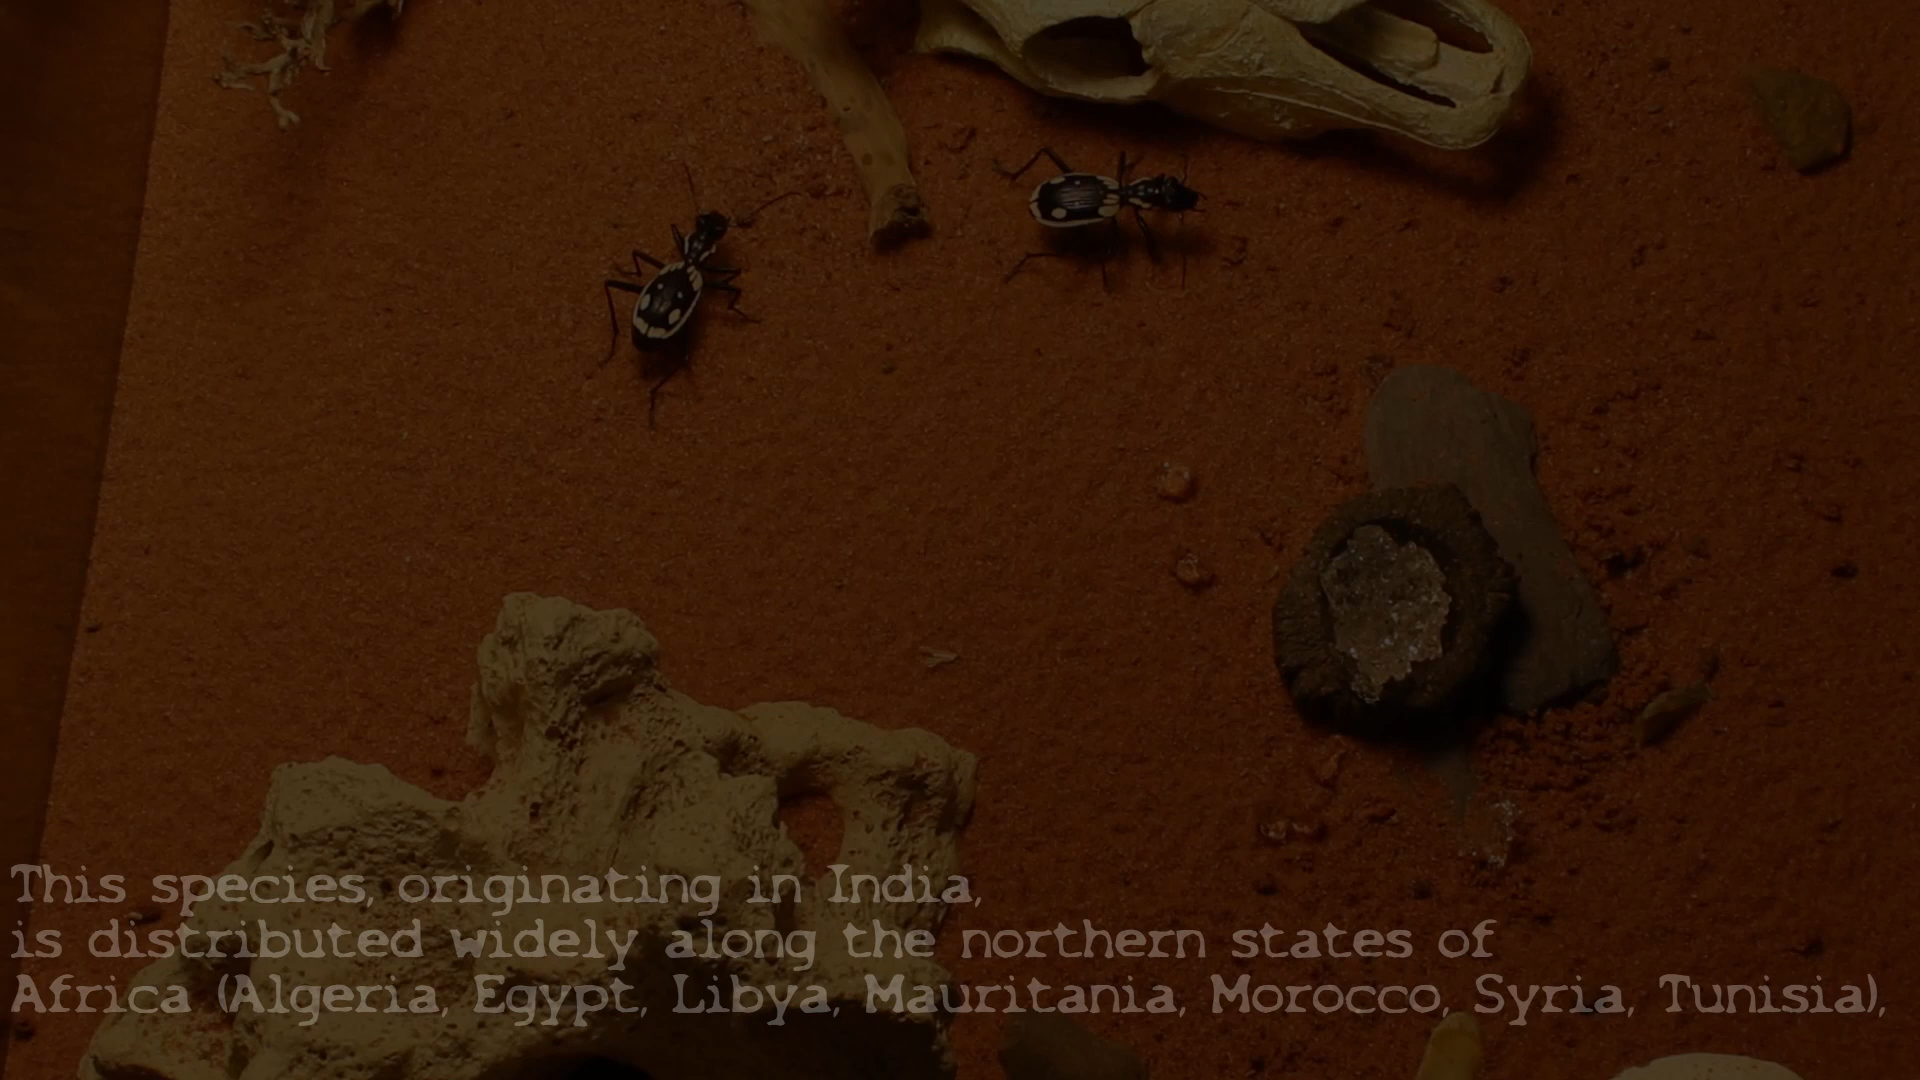 This species, originating in India,
is distributed widely along the northern states of
Africa (Algeria, Egypt, Libya, Mauritania, Morocco, Syria, Tunisia),